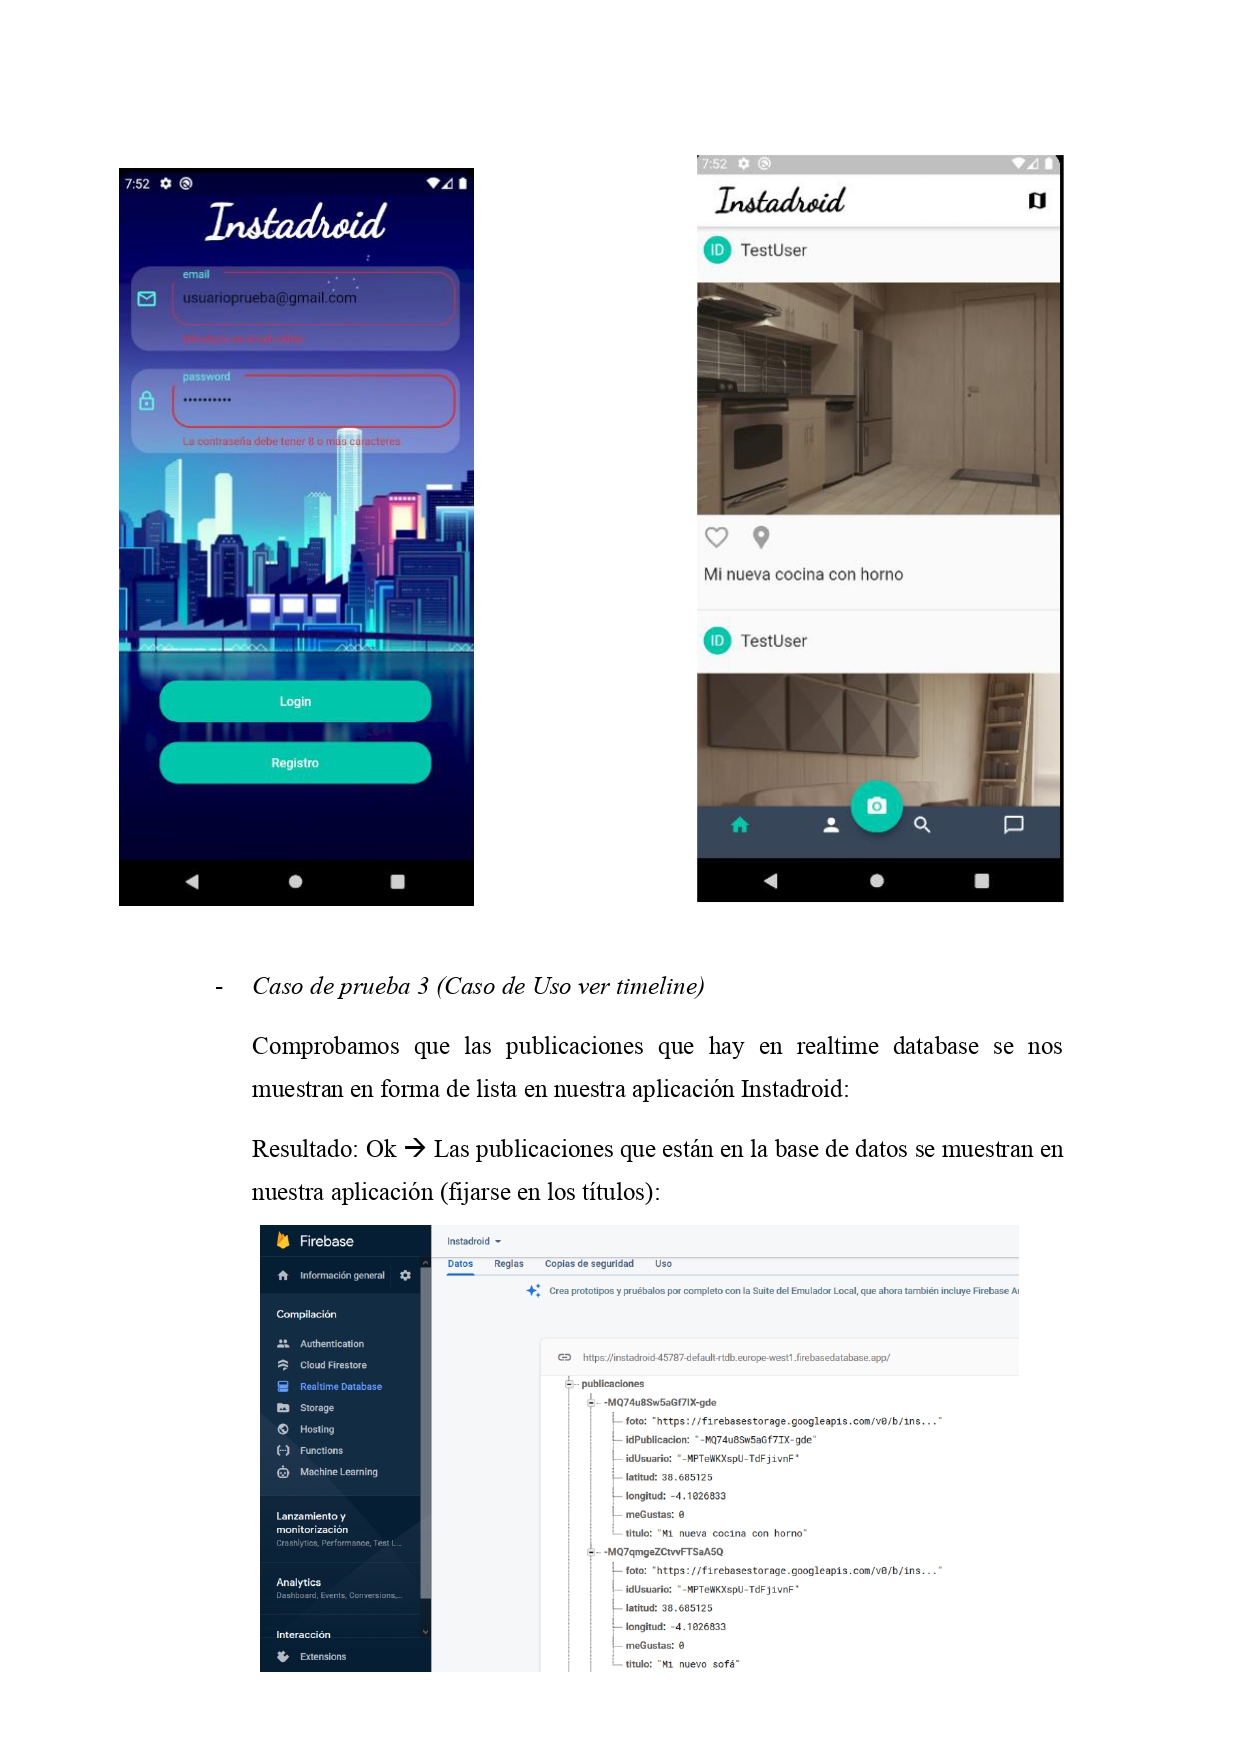 7:52
Instadroid
email
usuarioprueba@gmail.com
password
••••••••••
La contraseña debe tener 8 o más caracteres
Login
Registro
7:52
Instadroid
ID TestUser
Mi nueva cocina con horno
ID TestUser
- Caso de prueba 3 (Caso de Uso ver timeline)
Comprobamos que las publicaciones que hay en realtime database se nos
muestran en forma de lista en nuestra aplicación Instadroid:
Resultado: Ok → Las publicaciones que están en la base de datos se muestran en
nuestra aplicación (fijarse en los títulos):
Firebase
Información general
Compilación
Authentication
Cloud Firestore
Realtime Database
Storage
Hosting
Functions
Machine Learning
Lanzamiento y
monitorización
Crashlytics, Performance, Test L...
Analytics
Dashboard, Events, Conversions,...
Interacción
Extensions
Instadroid
Datos Reglas Copias de seguridad Uso
Crea prototipos y pruébalos por completo con la Suite del Emulador Local, que ahora también incluye Firebase
https://instadroid-45787-default-rtdb.europe-west1.firebasedatabase.app/
publicaciones
-MQ74u8Sw5aGf7IX-gde
foto: "https://firebasestorage.googleapis.com/v0/b/ins..."
idPublicacion: "-MQ74u8Sw5aGf7IX-gde"
idUsuario: "-MPTeWKXspU-TdFjivnF"
latitud: 38.685125
longitud: -4.1026833
meGustas: 0
titulo: "Mi nueva cocina con horno"
-MQ7qmgeZCtvvFTSaA5Q
foto: "https://firebasestorage.googleapis.com/v0/b/ins..."
idUsuario: "-MPTeWKXspU-TdFjivnF"
latitud: 38.685125
longitud: -4.1026833
meGustas: 0
titulo: "Mi nuevo sofá"